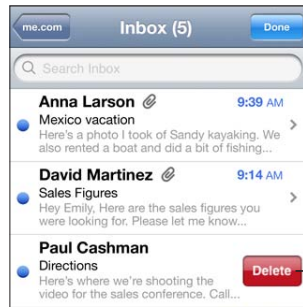 me.com
Inbox (5)
Done
Search Inbox
Anna Larson
9:39 AM
Mexico vacation
Here's a photo I took of Sandy kayaking. We
also rented a boat and did a bit of fishing...
David Martinez
9:14 AM
Sales Figures
Hey Emily, Here are the sales figures you
were looking for. Please let me know...
Paul Cashman
Directions
Here's where we're shooting the
video for the sales conference. Call...
Delete